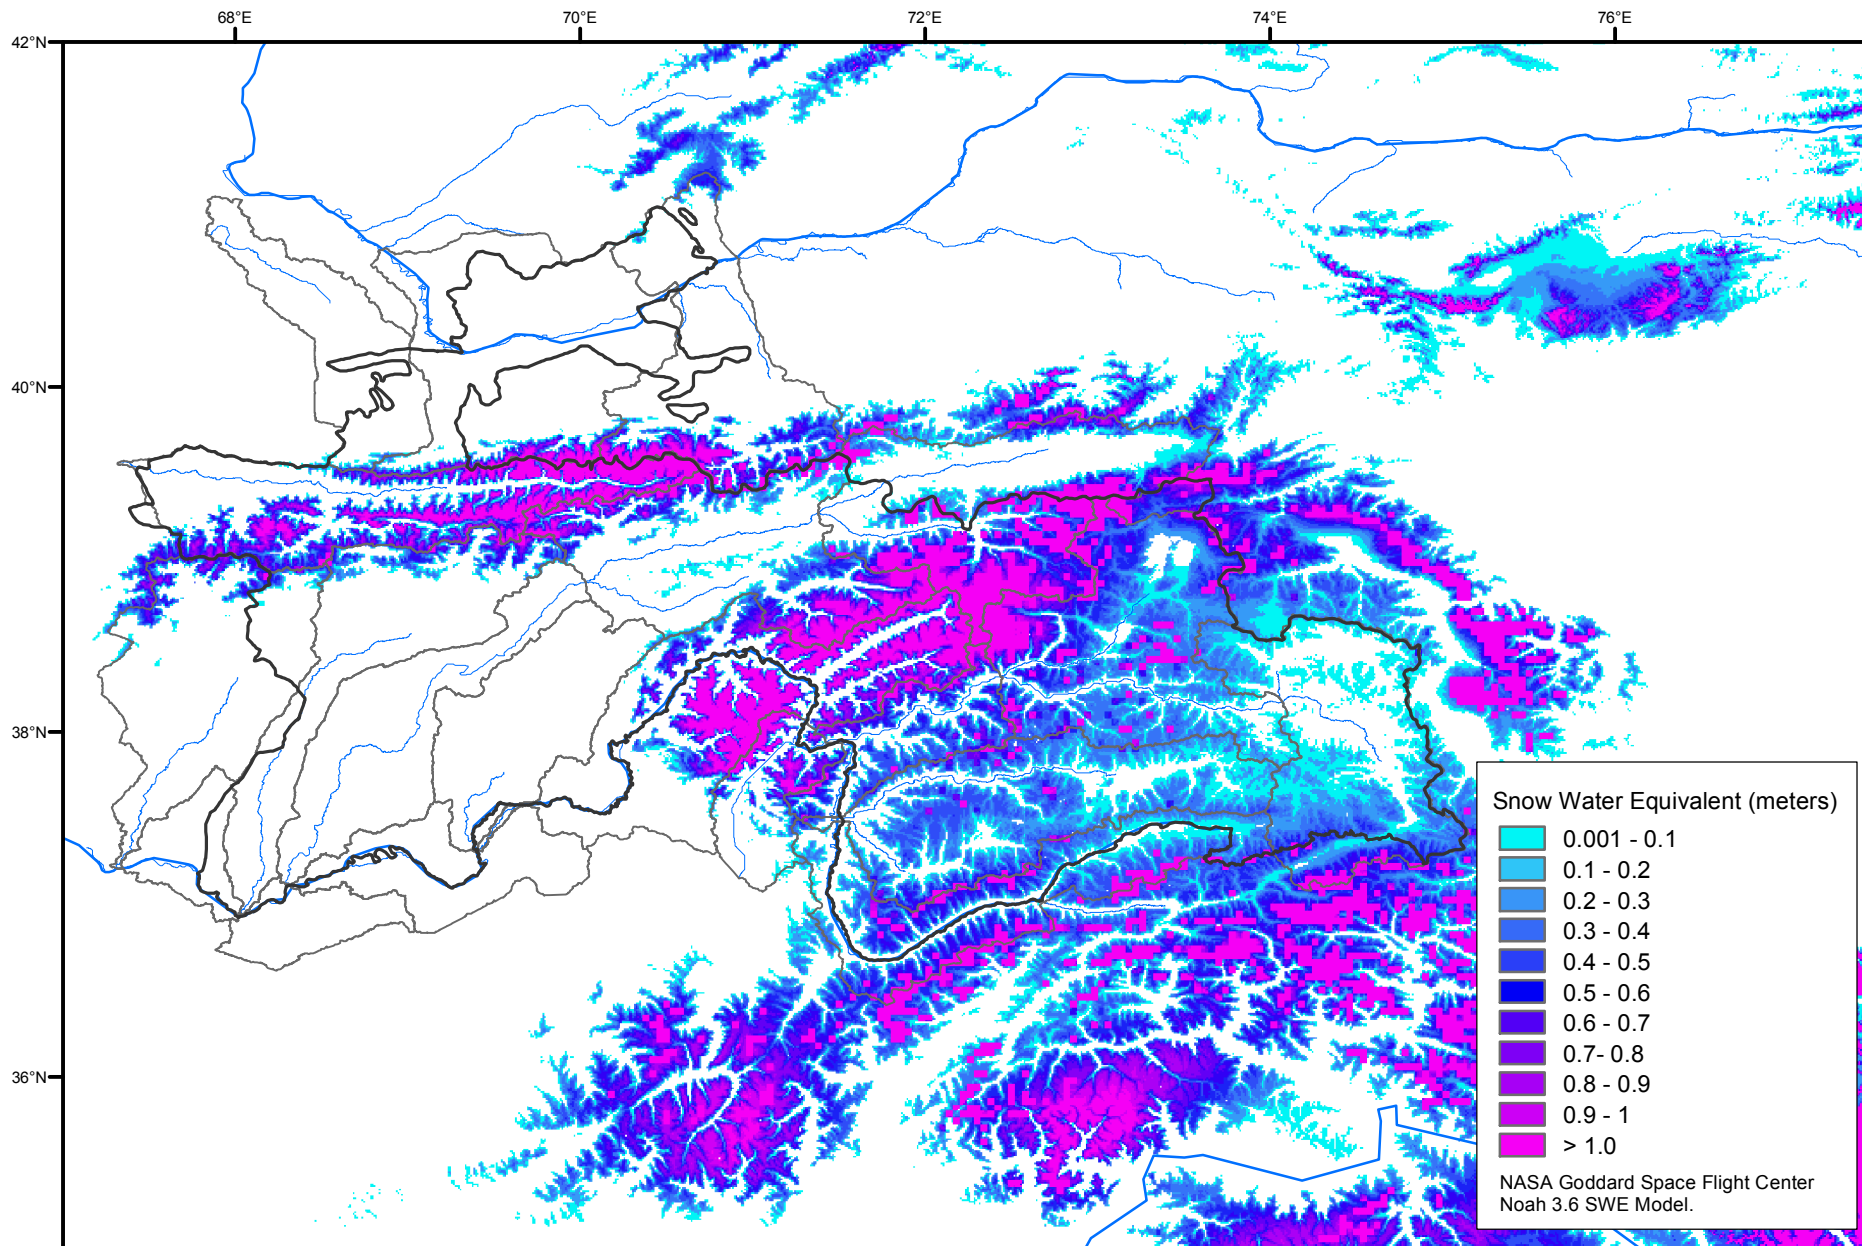 68°E 70°E 72°E 74°E 76°E
42°N
40°N
38°N
36°N
Snow Water Equivalent (meters)
0.001 - 0.1
0.1 - 0.2
0.2 - 0.3
0.3 - 0.4
0.4 - 0.5
0.5 - 0.6
0.6 - 0.7
0.7- 0.8
0.8 - 0.9
0.9 - 1
> 1.0
NASA Goddard Space Flight Center
Noah 3.6 SWE Model.